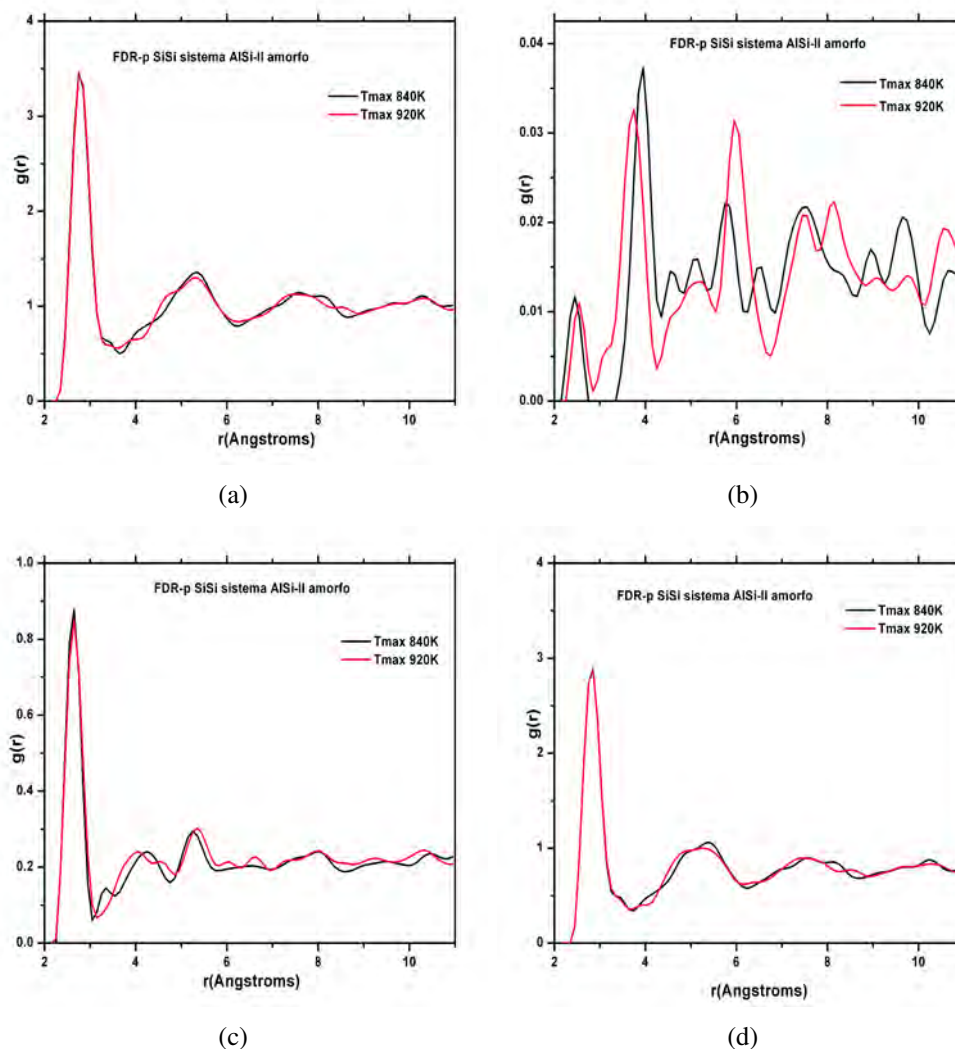 FDR-p SiSi sistema AlSi-II amorfo
Tmax 840K
Tmax 920K
g(r)
4
3
2
1
0
2 4 6 8 10
r(Angstroms)
(a)
FDR-p SiSi sistema AlSi-II amorfo
Tmax 840K
Tmax 920K
g(r)
0.04
0.03
0.02
0.01
0.00
2 4 6 8 10
r(Angstroms)
(b)
FDR-p SiSi sistema AlSi-II amorfo
Tmax 840K
Tmax 920K
g(r)
1.0
0.8
0.6
0.4
0.2
0.0
2 4 6 8 10
r(Angstroms)
(c)
FDR-p SiSi sistema AlSi-II amorfo
Tmax 840K
Tmax 920K
g(r)
4
3
2
1
0
2 4 6 8 10
r(Angstroms)
(d)